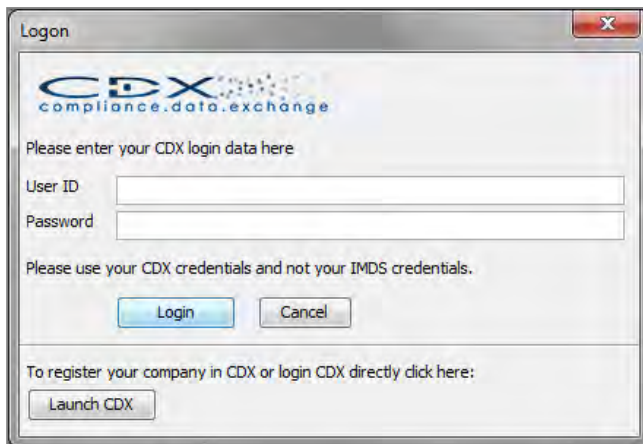 Logon
X
CDX
compliance.data.exchange
Please enter your CDX login data here
User ID
Password
Please use your CDX credentials and not your IMDS credentials.
Login Cancel
To register your company in CDX or login CDX directly click here:
Launch CDX